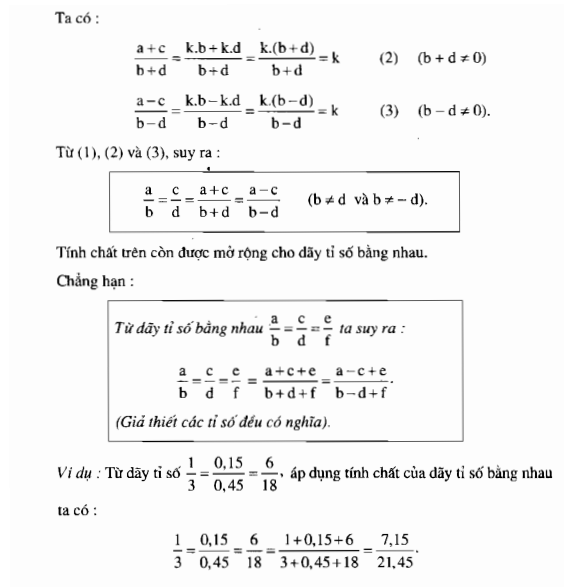 Ta có :
a+c/b+d = k.b+k.d/b+d = k.(b+d)/b+d = k (2) (b+d ≠ 0)
a−c/b−d = k.b−k.d/b−d = k.(b−d)/b−d = k (3) (b−d ≠ 0).
Từ (1), (2) và (3), suy ra :
a/b = c/d = a+c/b+d = a−c/b−d (b ≠ d và b ≠ − d).
Tính chất trên còn được mở rộng cho dãy tỉ số bằng nhau.
Chẳng hạn :
Từ dãy tỉ số bằng nhau a/b = c/d = e/f ta suy ra :
a/b = c/d = e/f = a+c+e/b+d+f = a−c+e/b−d+f.
(Giả thiết các tỉ số đều có nghĩa).
Ví dụ : Từ dãy tỉ số 1/3 = 0,15/0,45 = 6/18, áp dụng tính chất của dãy tỉ số bằng nhau
ta có :
1/3 = 0,15/0,45 = 6/18 = 1+0,15+6/3+0,45+18 = 7,15/21,45.